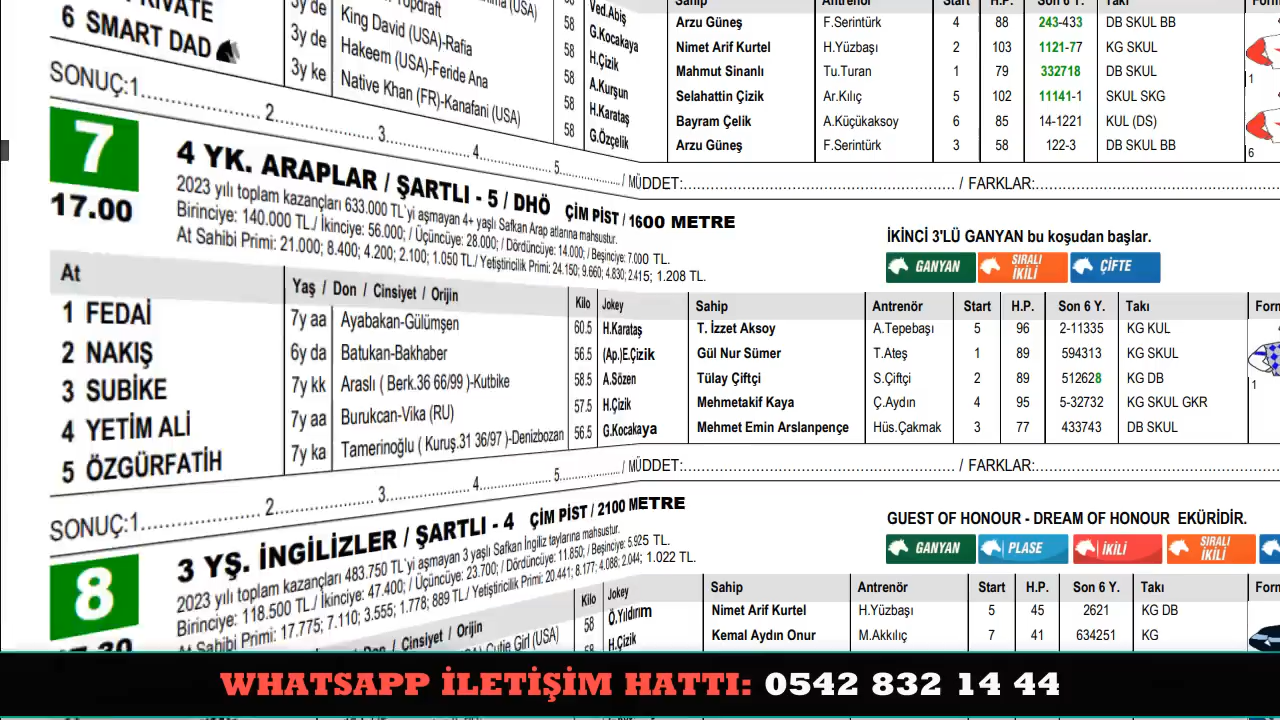 PRIVATE
6 SMART DAD
3y de King David (USA)-Rafia 58 Ved.Abiş Arzu Güneş F.Serintürk 4 88 243-433 DB SKUL BB
3y de Hakeem (USA)-Feride Ana 58 G.Kocakaya Nimet Arif Kurtel H.Yüzbaşı 2 103 1121-77 KG SKUL
3y ke Native Khan (FR)-Kanafani (USA) 58 H.Çizik Mahmut Sinanlı Tu.Turan 1 79 332718 DB SKUL
58 A.Kurşun Selahattin Çizik Ar.Kılıç 5 102 11141-1 SKUL SKG
58 H.Karataş Bayram Çelik A.Küçükaksoy 6 85 14-1221 KUL (DS)
58 G.Özçelik Arzu Güneş F.Serintürk 3 58 122-3 DB SKUL BB
SONUÇ:1 2 3 4 5 / MÜDDET: / FARKLAR:
7
17.00
4 YK. ARAPLAR / ŞARTLI - 5 / DHÖ ÇİM PİST / 1600 METRE
2023 yılı toplam kazançları 633.000 TL'yi aşmayan 4+ yaşlı Safkan Arap atlarına mahsustur.
Birinciye: 140.000 TL./ İkinciye: 56.000; / Üçüncüye: 28.000; / Dördüncüye: 14.000; / Beşinciye: 7.000 TL.
At Sahibi Primi: 21.000; 8.400; 4.200; 2.100; 1.050 TL./ Yetiştiricilik Primi: 24.150; 9.660; 4.830; 2.415; 1.208 TL.
İKİNCİ 3'LÜ GANYAN bu koşudan başlar.
GANYAN SIRALI İKİLİ ÇİFTE
At Yaş / Don / Cinsiyet / Orijin Kilo Jokey Sahip Antrenör Start H.P. Son 6 Y. Takı Form
1 FEDAİ 7y aa Ayabakan-Gülümşen 60.5 H.Karataş T. İzzet Aksoy A.Tepebaşı 5 96 2-11335 KG KUL
2 NAKIŞ 6y da Batukan-Bakhaber 56.5 (Ap.)E.Çizik Gül Nur Sümer T.Ateş 1 89 594313 KG SKUL
3 SUBİKE 7y kk Araslı ( Berk.36 66/99 )-Kutbike 58.5 A.Sözen Tülay Çiftçi S.Çiftçi 2 89 512628 KG DB
4 YETİM ALİ 7y aa Burukcan-Vika (RU) 57.5 H.Çizik Mehmetakif Kaya Ç.Aydın 4 95 5-32732 KG SKUL GKR
5 ÖZGÜRFATİH 7y ka Tamerinoğlu ( Kuruş.31 36/97 )-Denizbozan 56.5 G.Kocakaya Mehmet Emin Arslanpençe Hüs.Çakmak 3 77 433743 DB SKUL
SONUÇ:1 2 3 4 5 / MÜDDET: / FARKLAR:
8
3 YŞ. İNGİLİZLER / ŞARTLI - 4 ÇİM PİST / 2100 METRE
2023 yılı toplam kazançları 483.750 TL'yi aşmayan 3 yaşlı Safkan İngiliz taylarına mahsustur.
Birinciye: 118.500 TL./ İkinciye: 47.400; / Üçüncüye: 23.700; / Dördüncüye: 11.850; / Beşinciye: 5.925 TL.
At Sahibi Primi: 17.775; 7.110; 3.555; 1.778; 889 TL./ Yetiştiricilik Primi: 20.441; 8.177; 4.088; 2.044; 1.022 TL.
GUEST OF HONOUR - DREAM OF HONOUR EKÜRİDİR.
GANYAN PLASE İKİLİ SIRALI İKİLİ
Don / Cinsiyet / Orijin Kilo Jokey Sahip Antrenör Start H.P. Son 6 Y. Takı Form
Cutie Girl (USA) 58 Ö.Yıldırım Nimet Arif Kurtel H.Yüzbaşı 5 45 2621 KG DB
H.Çizik Kemal Aydın Onur M.Akkılıç 7 41 634251 KG
WHATSAPP İLETİŞİM HATTI: 0542 832 14 44